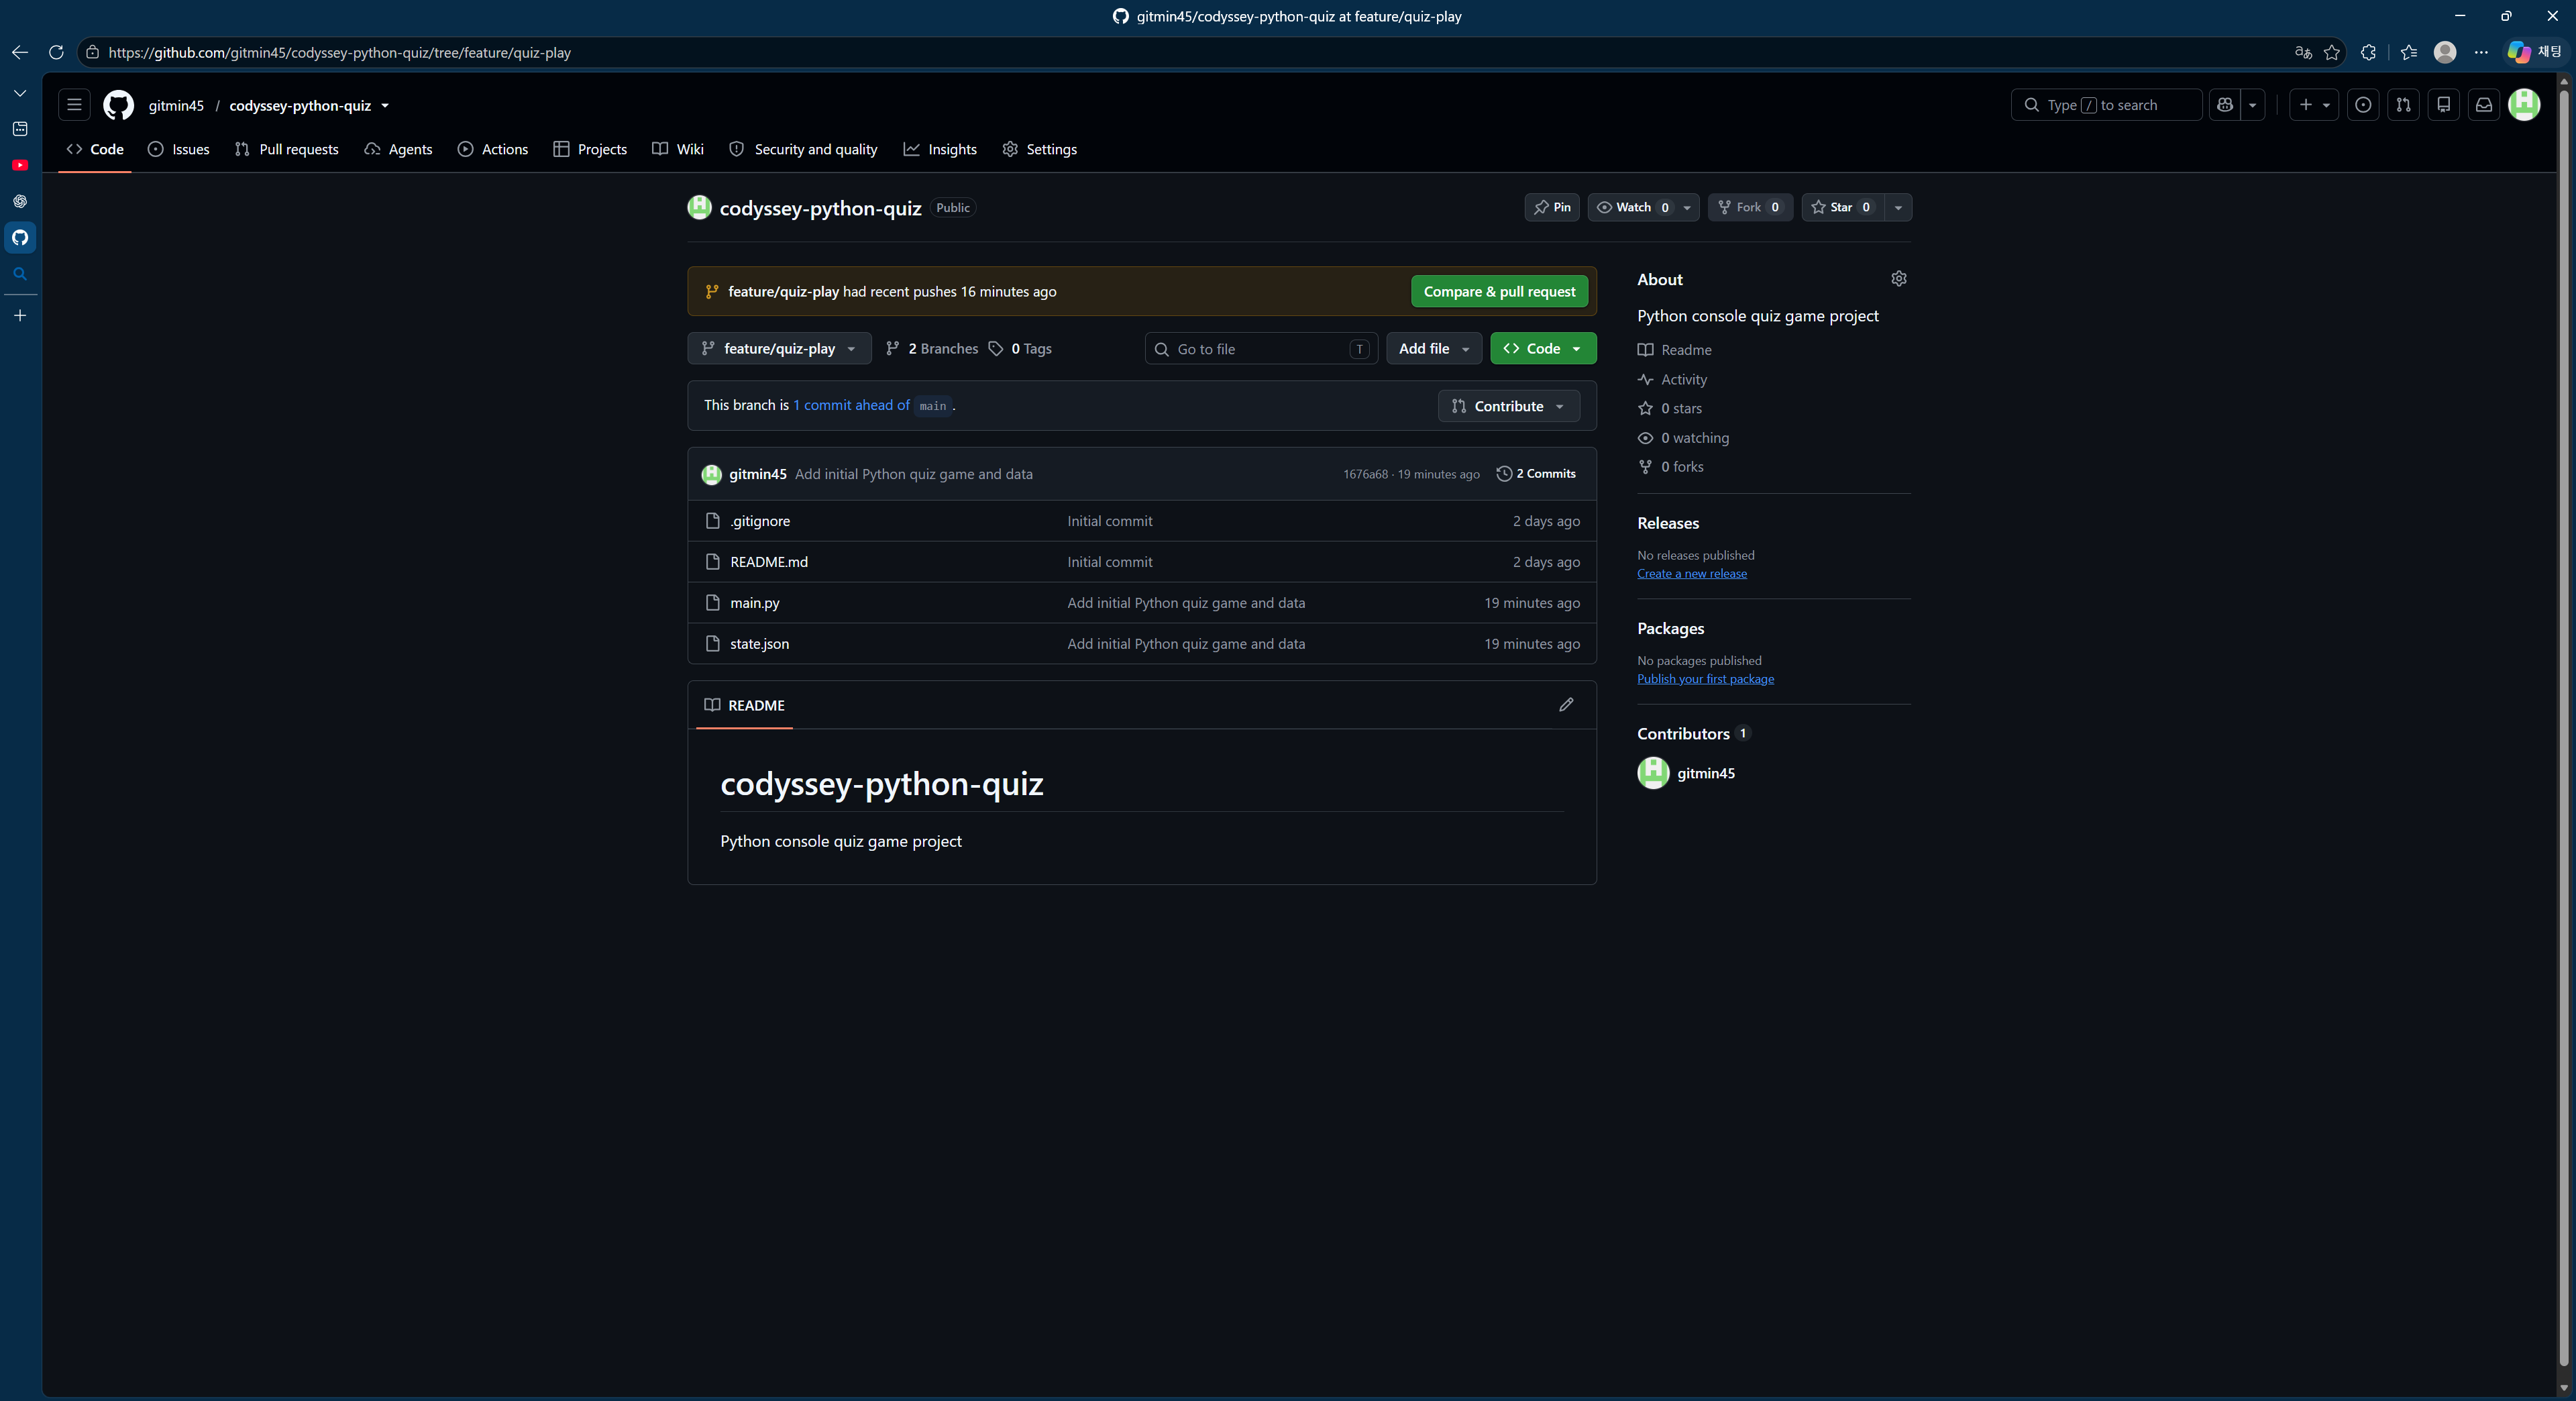 gitmin45/codyssey-python-quiz at feature/quiz-play
https://github.com/gitmin45/codyssey-python-quiz/tree/feature/quiz-play
채팅
gitmin45 / codyssey-python-quiz
Type / to search
Code Issues Pull requests Agents Actions Projects Wiki Security and quality Insights Settings
codyssey-python-quiz Public
Pin Watch 0 Fork 0 Star 0
feature/quiz-play had recent pushes 16 minutes ago
Compare & pull request
feature/quiz-play 2 Branches 0 Tags
Go to file T Add file Code
This branch is 1 commit ahead of main .
Contribute
gitmin45 Add initial Python quiz game and data 1676a68 · 19 minutes ago 2 Commits
.gitignore Initial commit 2 days ago
README.md Initial commit 2 days ago
main.py Add initial Python quiz game and data 19 minutes ago
state.json Add initial Python quiz game and data 19 minutes ago
README
codyssey-python-quiz
Python console quiz game project
About
Python console quiz game project
Readme
Activity
0 stars
0 watching
0 forks
Releases
No releases published
Create a new release
Packages
No packages published
Publish your first package
Contributors 1
gitmin45